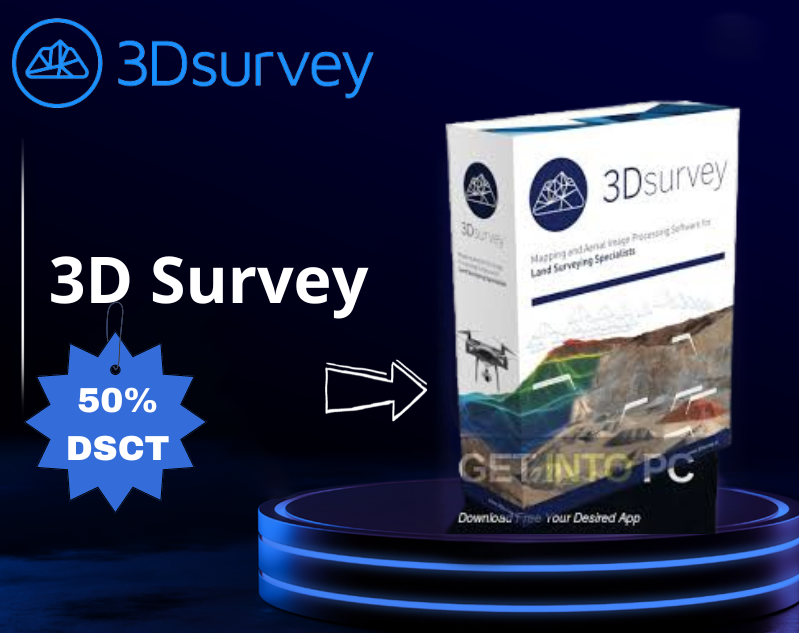 3Dsurvey
3Dsurvey
3Dsurvey
Mapping and Aerial Image Processing Software for
Land Surveying Specialists
3D Survey
50%
DSCT
GET INTO PC
Download Free Your Desired App